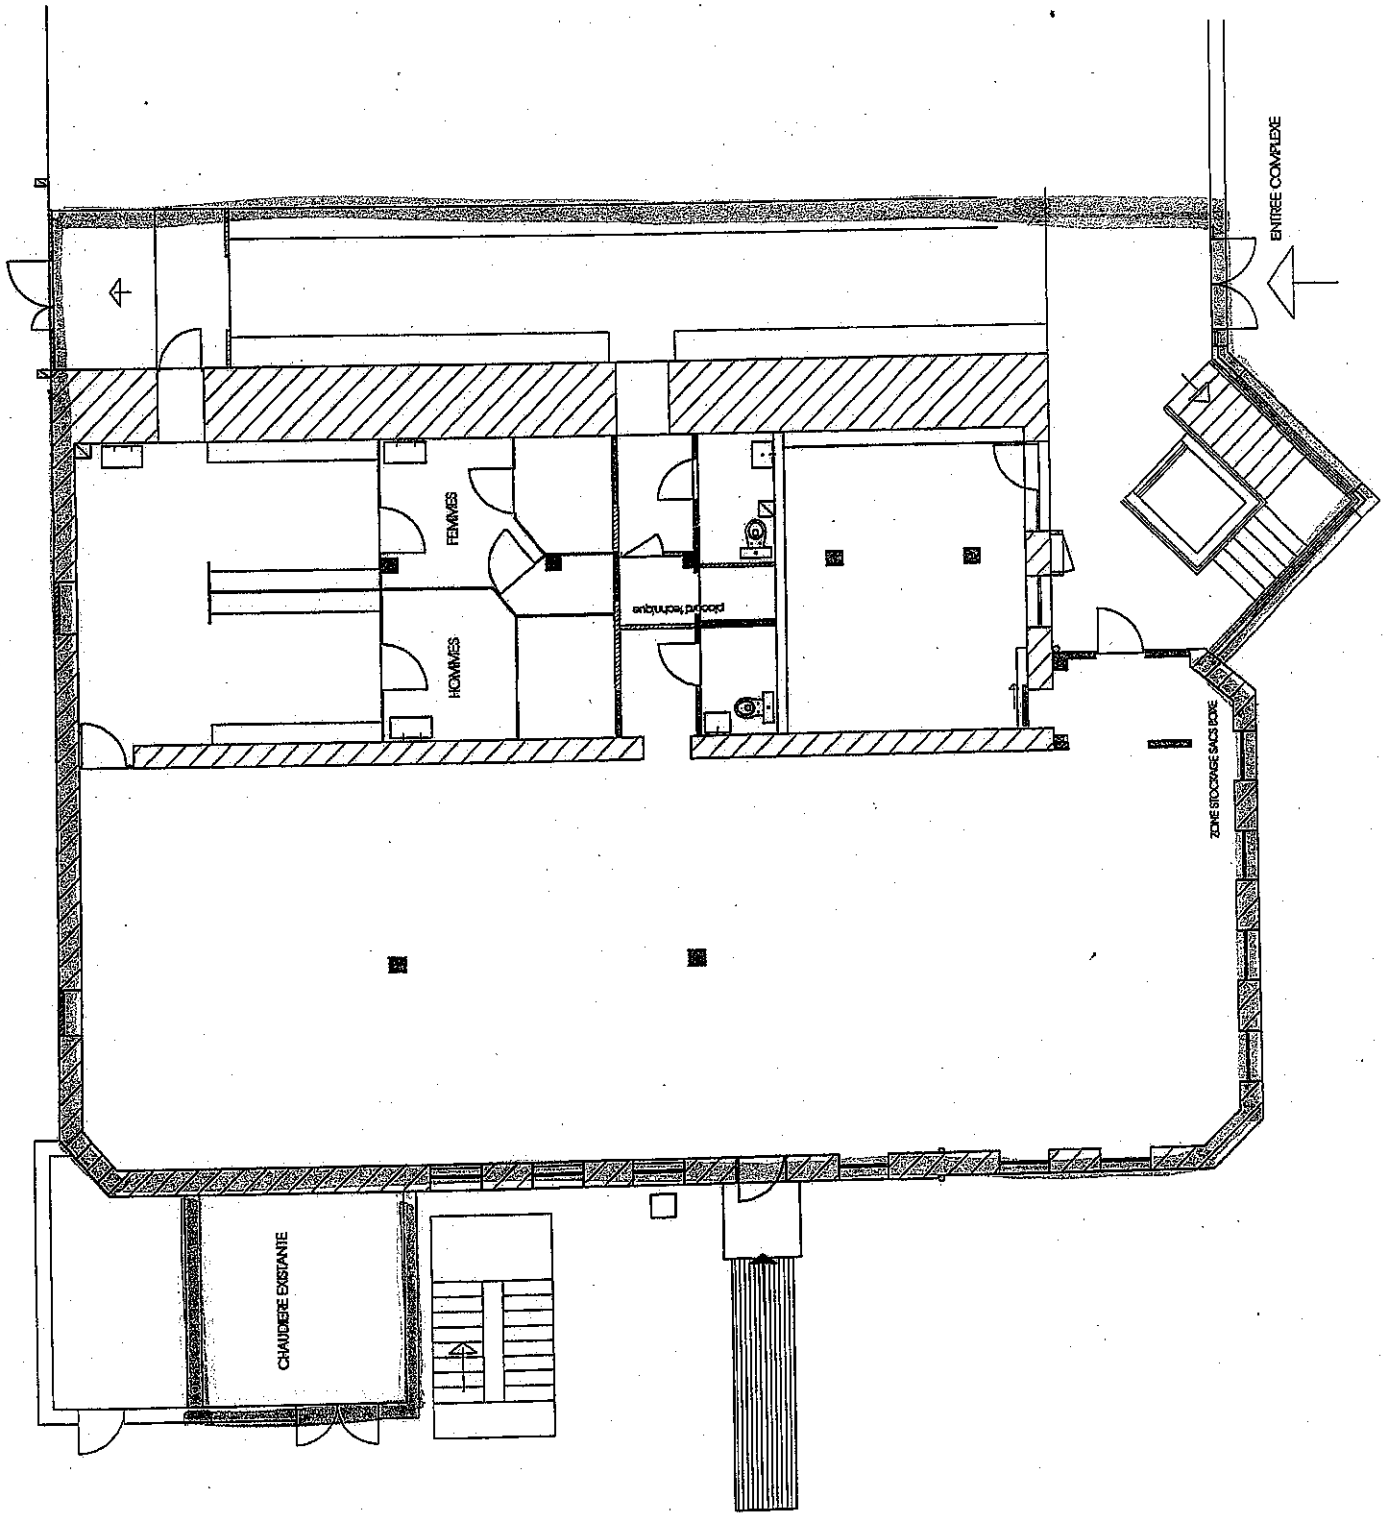 ENTREE COMPLEXE
FEMMES
HOMMES
placard technique
ZONE STOCKAGE SACS BOXE
CHAUDIERE EXISTANTE